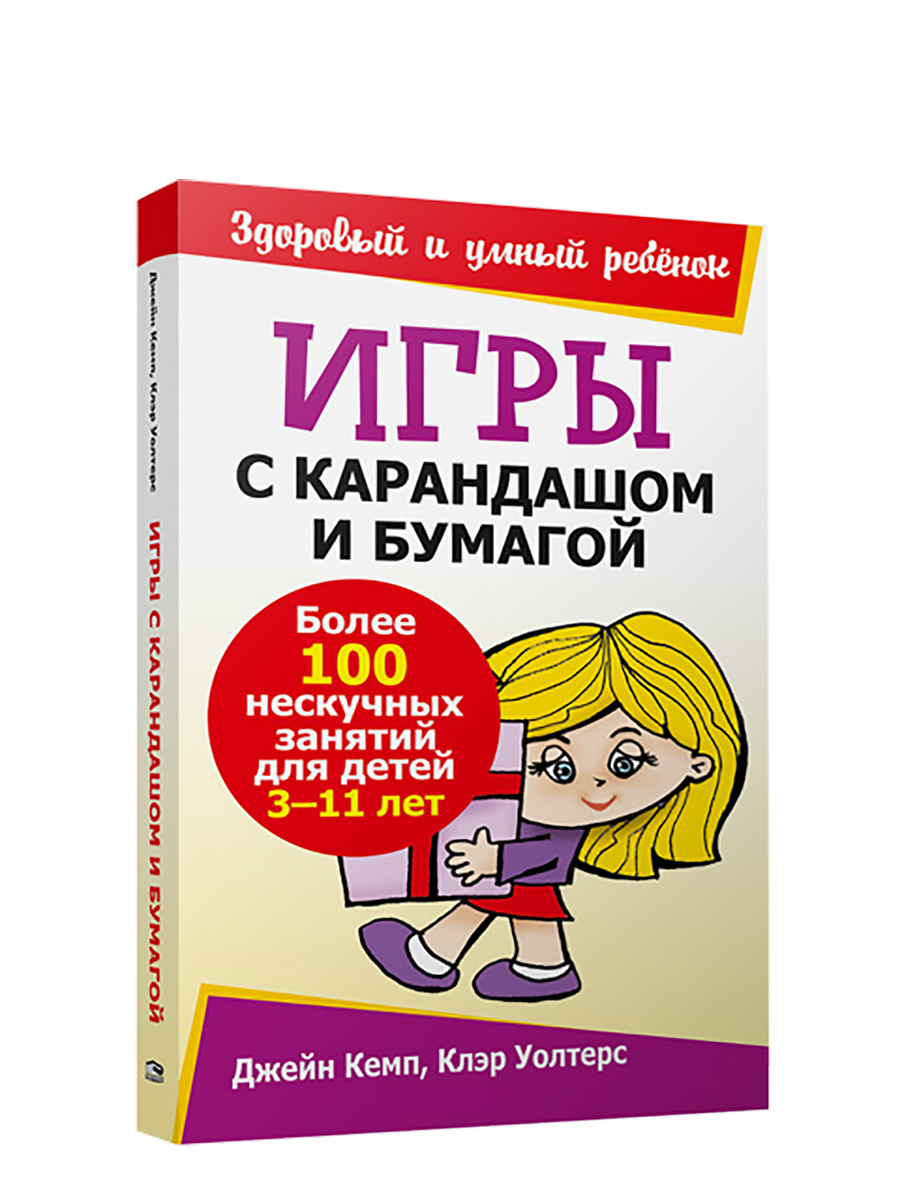 Здоровый и умный ребёнок
ИГРЫ
С КАРАНДАШОМ
И БУМАГОЙ
Более
100
нескучных
занятий
для детей
3–11 лет
Джейн Кемп, Клэр Уолтерс
Джейн Кемп, Клэр Уолтерс ИГРЫ С КАРАНДАШОМ И БУМАГОЙ